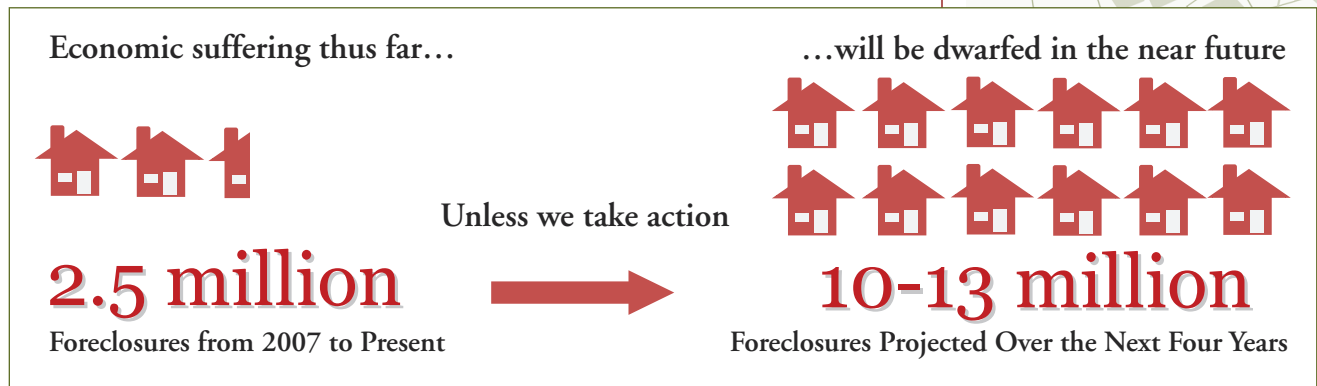 Economic suffering thus far…
2.5 million
Foreclosures from 2007 to Present
Unless we take action
…will be dwarfed in the near future
10-13 million
Foreclosures Projected Over the Next Four Years